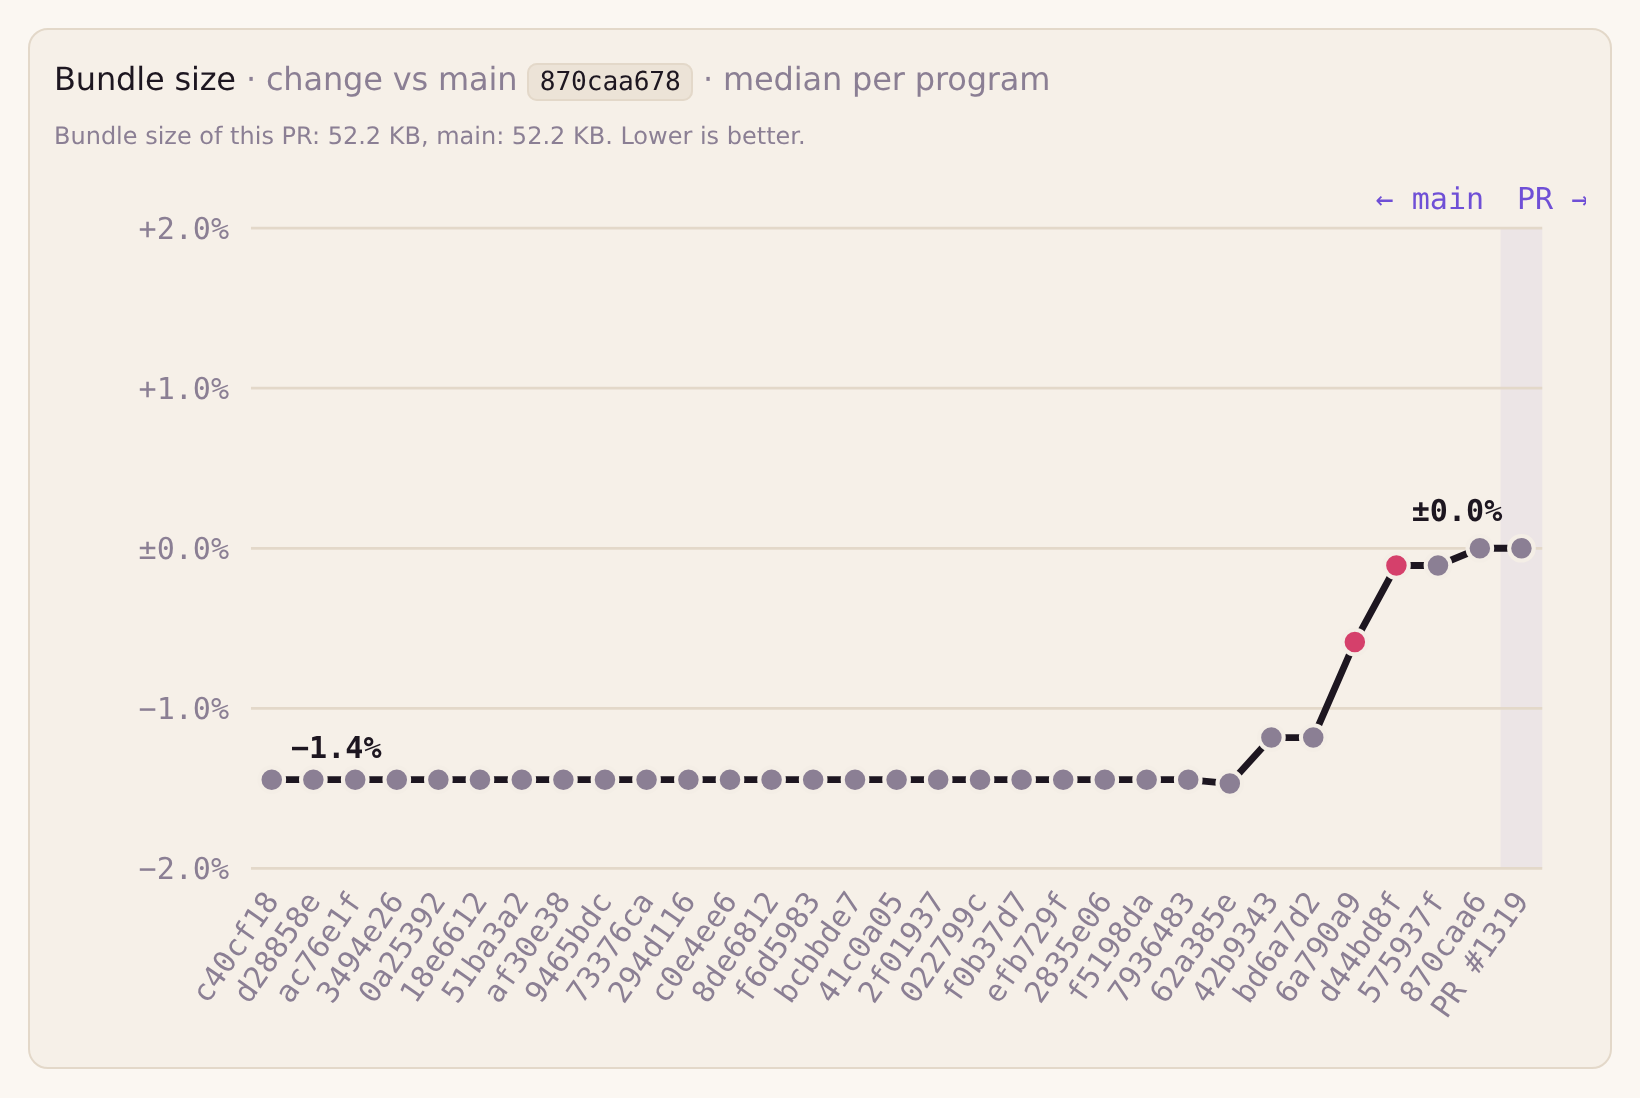 Bundle size · change vs main 870caa678 · median per program
Bundle size of this PR: 52.2 KB, main: 52.2 KB. Lower is better.
← main PR →
+2.0%
+1.0%
±0.0%
−1.0%
−2.0%
±0.0%
−1.4%
c40cf18
d28858e
ac76e1f
3494e26
0a25392
18e6612
51ba3a2
af30e38
9465bdc
73376ca
294d116
c0e4ee6
8de6812
f6d5983
bcbbde7
41c0a05
2f01937
022799c
f0b37d7
efb729f
2835e06
f5198da
7936483
62a385e
42b9343
bd6a7d2
6a790a9
d44bd8f
575937f
870caa6
PR #1319